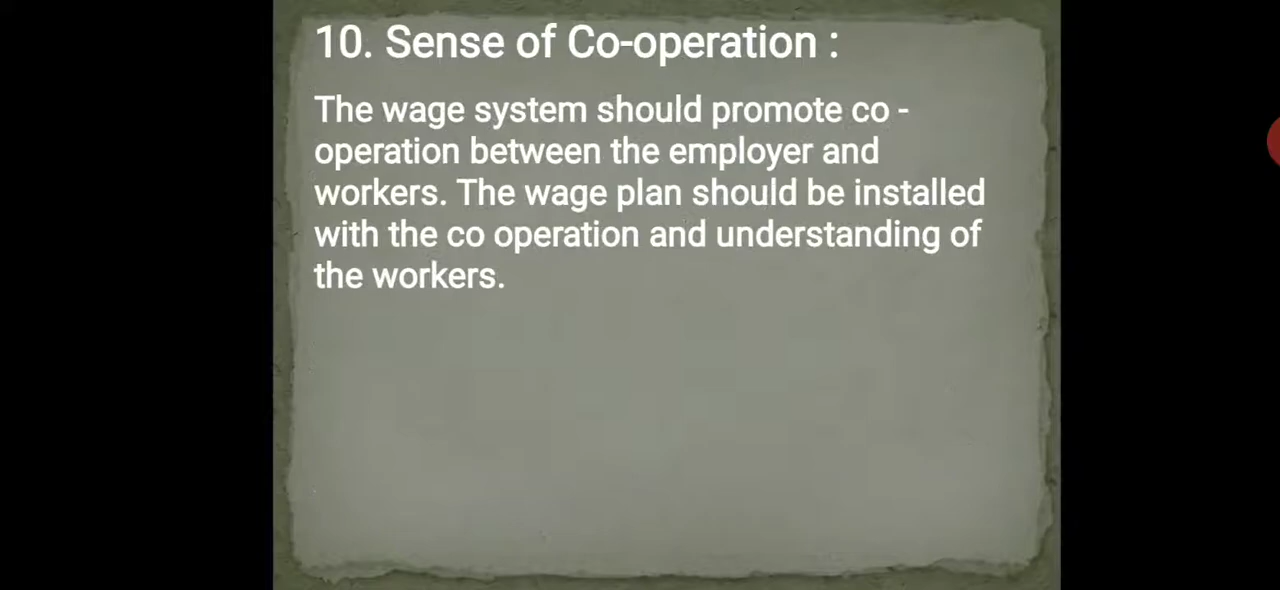 10. Sense of Co-operation :
The wage system should promote co -
operation between the employer and
workers. The wage plan should be installed
with the co operation and understanding of
the workers.